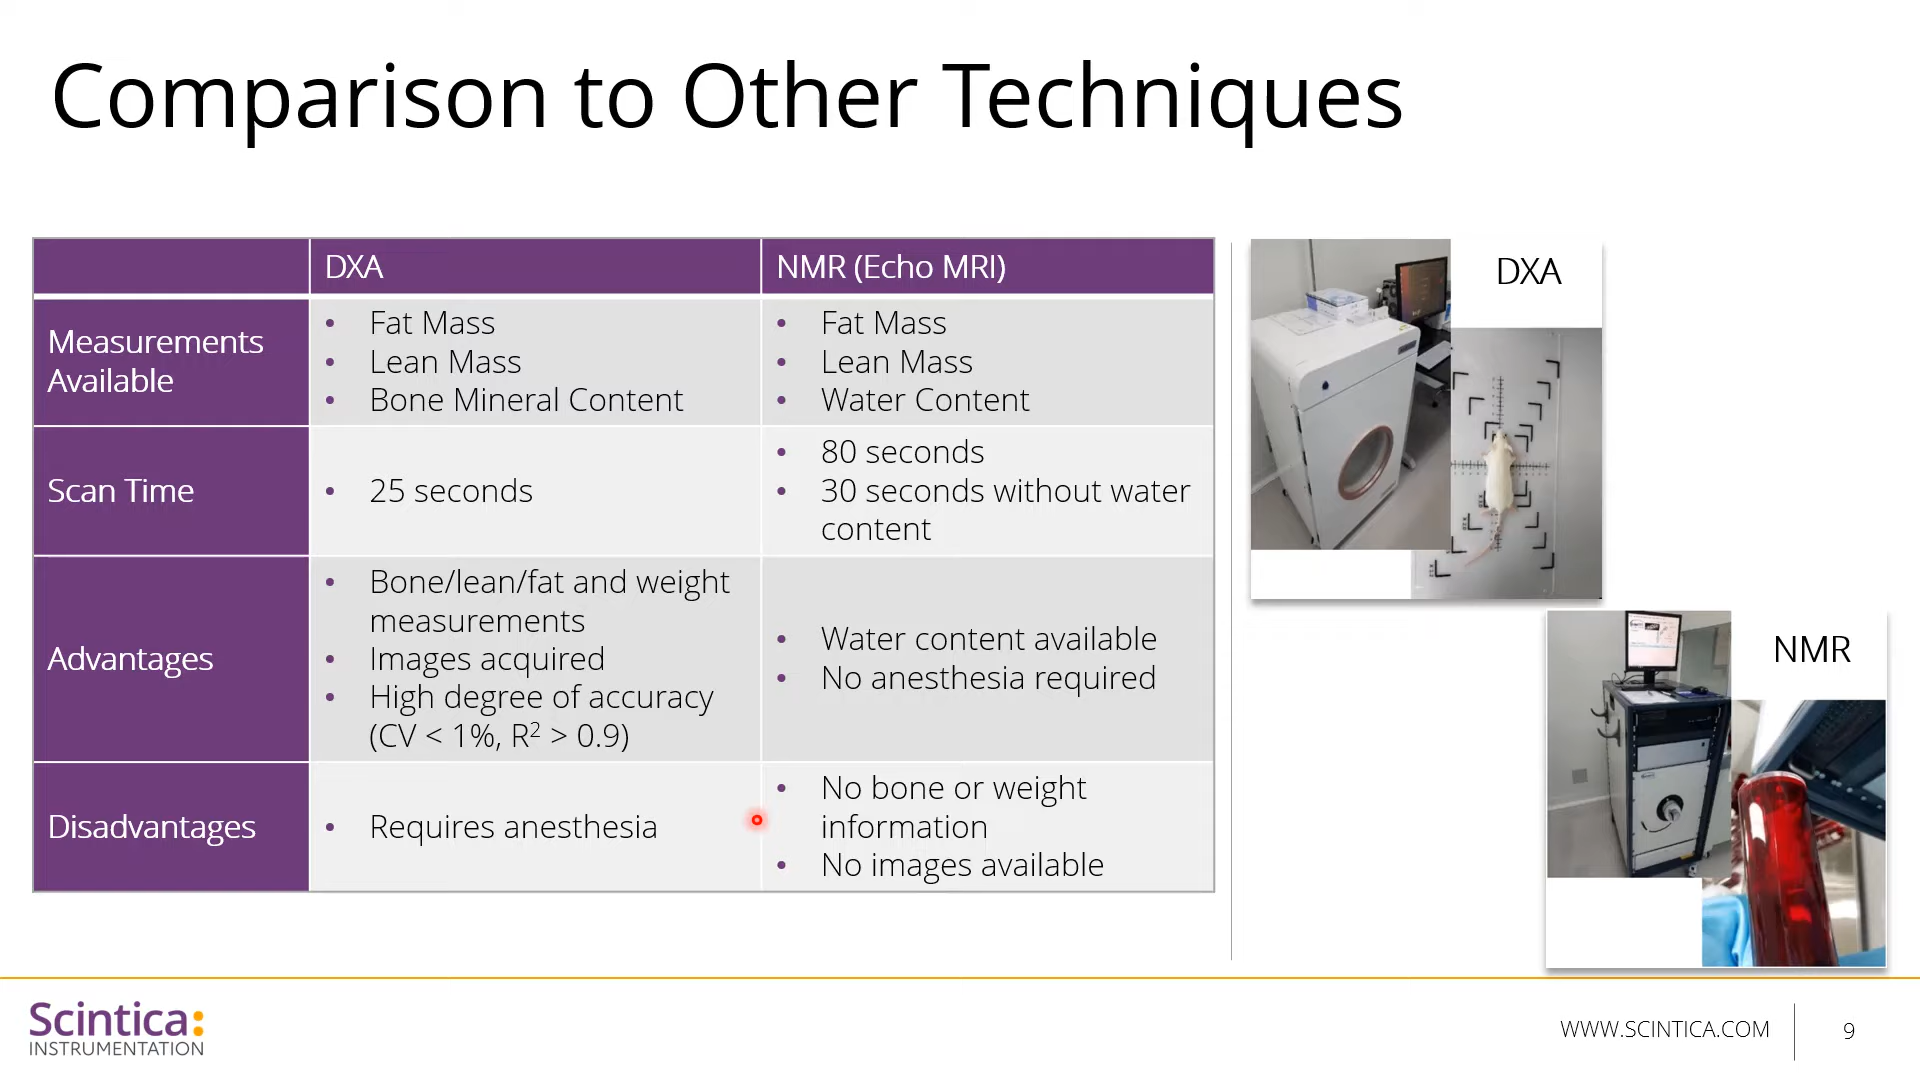 Comparison to Other Techniques
DXA
NMR (Echo MRI)
Measurements
Available
• Fat Mass
• Lean Mass
• Bone Mineral Content
• Fat Mass
• Lean Mass
• Water Content
Scan Time
• 25 seconds
• 80 seconds
• 30 seconds without water
content
Advantages
• Bone/lean/fat and weight
measurements
• Images acquired
• High degree of accuracy
(CV < 1%, R² > 0.9)
• Water content available
• No anesthesia required
Disadvantages
• Requires anesthesia
• No bone or weight
information
• No images available
DXA
NMR
Scintica:
INSTRUMENTATION
WWW.SCINTICA.COM
9